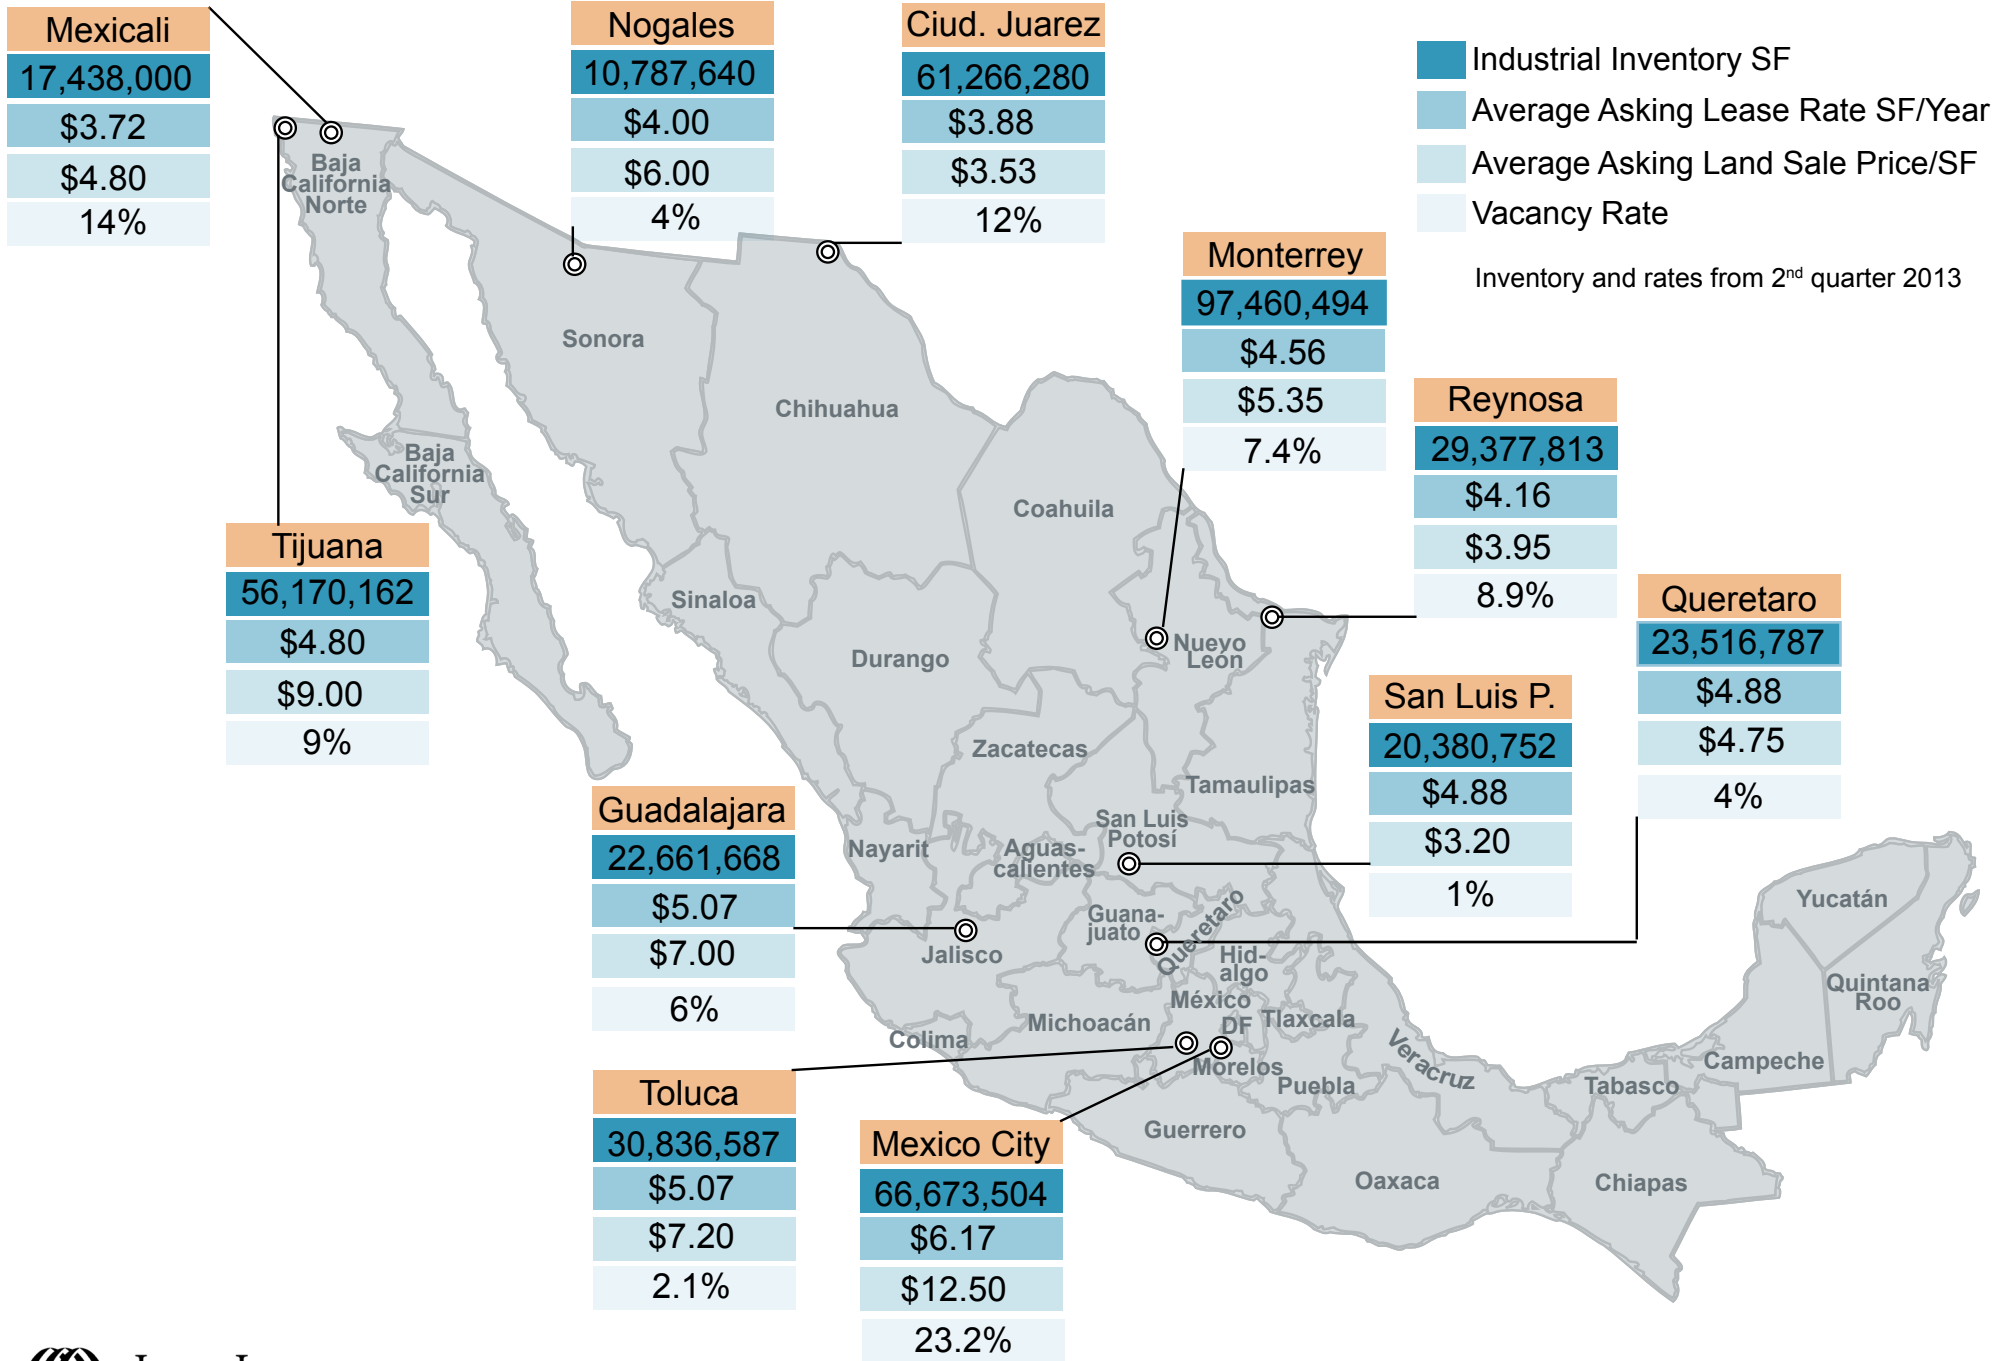 Mexicali
17,438,000
$3.72
$4.80
14%
Nogales
10,787,640
$4.00
$6.00
4%
Ciud. Juarez
61,266,280
$3.88
$3.53
12%
Industrial Inventory SF
Average Asking Lease Rate SF/Year
Average Asking Land Sale Price/SF
Vacancy Rate
Inventory and rates from 2nd quarter 2013
Monterrey
97,460,494
$4.56
$5.35
7.4%
Reynosa
29,377,813
$4.16
$3.95
8.9%
Queretaro
23,516,787
$4.88
$4.75
4%
San Luis P.
20,380,752
$4.88
$3.20
1%
Tijuana
56,170,162
$4.80
$9.00
9%
Guadalajara
22,661,668
$5.07
$7.00
6%
Toluca
30,836,587
$5.07
$7.20
2.1%
Mexico City
66,673,504
$6.17
$12.50
23.2%
Baja
California
Norte
Sonora
Chihuahua
Baja
California
Sur
Coahuila
Sinaloa
Durango
Nuevo
León
Zacatecas
Tamaulipas
San Luis
Potosí
Nayarit
Aguas-
calientes
Guana-
juato
Queretaro
Jalisco
Hid-
algo
México
Michoacán
DF
Tlaxcala
Colima
Morelos
Puebla
Veracruz
Guerrero
Oaxaca
Tabasco
Chiapas
Campeche
Yucatán
Quintana
Roo